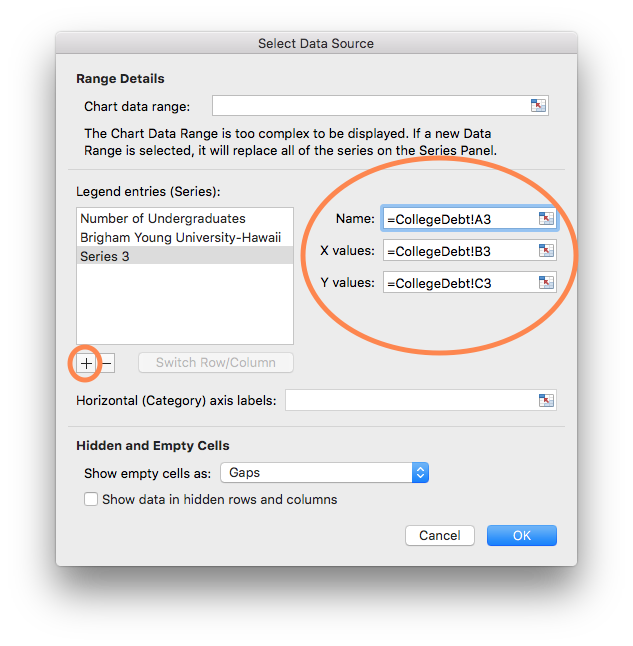 Select Data Source
Range Details
Chart data range:
The Chart Data Range is too complex to be displayed. If a new Data
Range is selected, it will replace all of the series on the Series Panel.
Legend entries (Series):
Number of Undergraduates
Brigham Young University-Hawaii
Series 3
Name: =CollegeDebt!A3
X values: =CollegeDebt!B3
Y values: =CollegeDebt!C3
+ −
Switch Row/Column
Horizontal (Category) axis labels:
Hidden and Empty Cells
Show empty cells as: Gaps
Show data in hidden rows and columns
Cancel OK